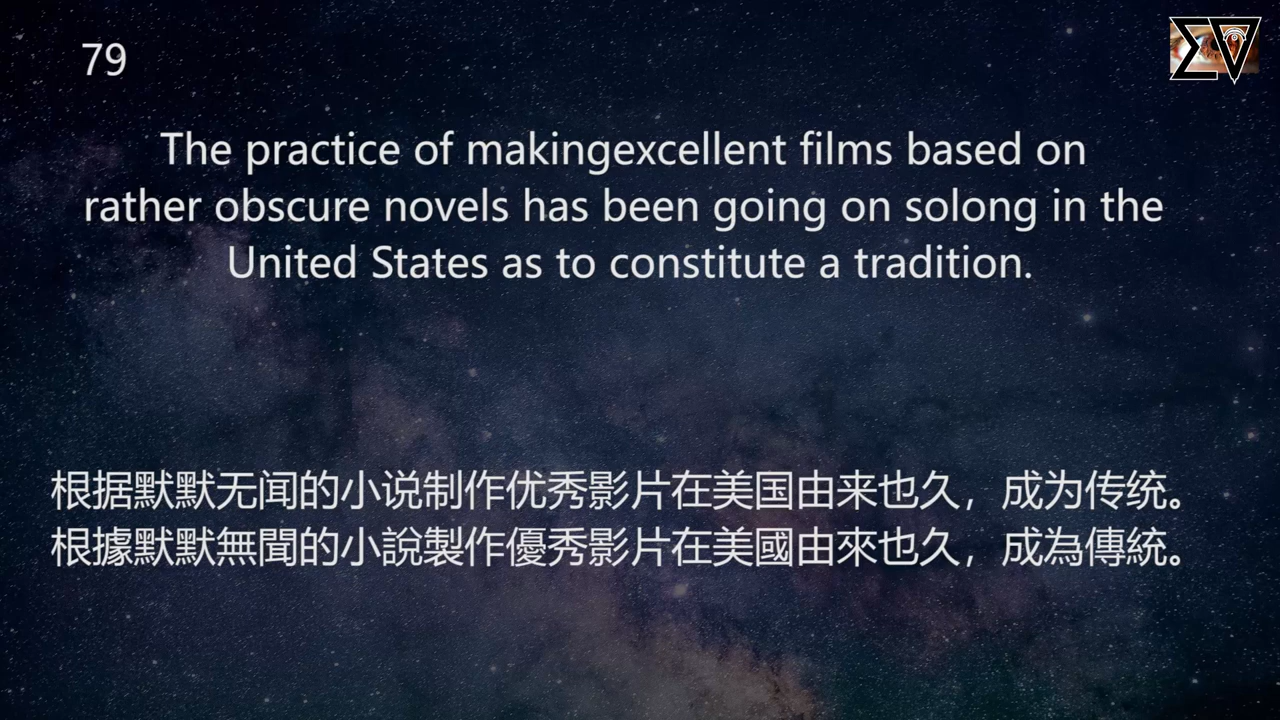 79
The practice of makingexcellent films based on
rather obscure novels has been going on solong in the
United States as to constitute a tradition.
根据默默无闻的小说制作优秀影片在美国由来也久，成为传统。
根據默默無聞的小說製作優秀影片在美國由來也久，成為傳統。